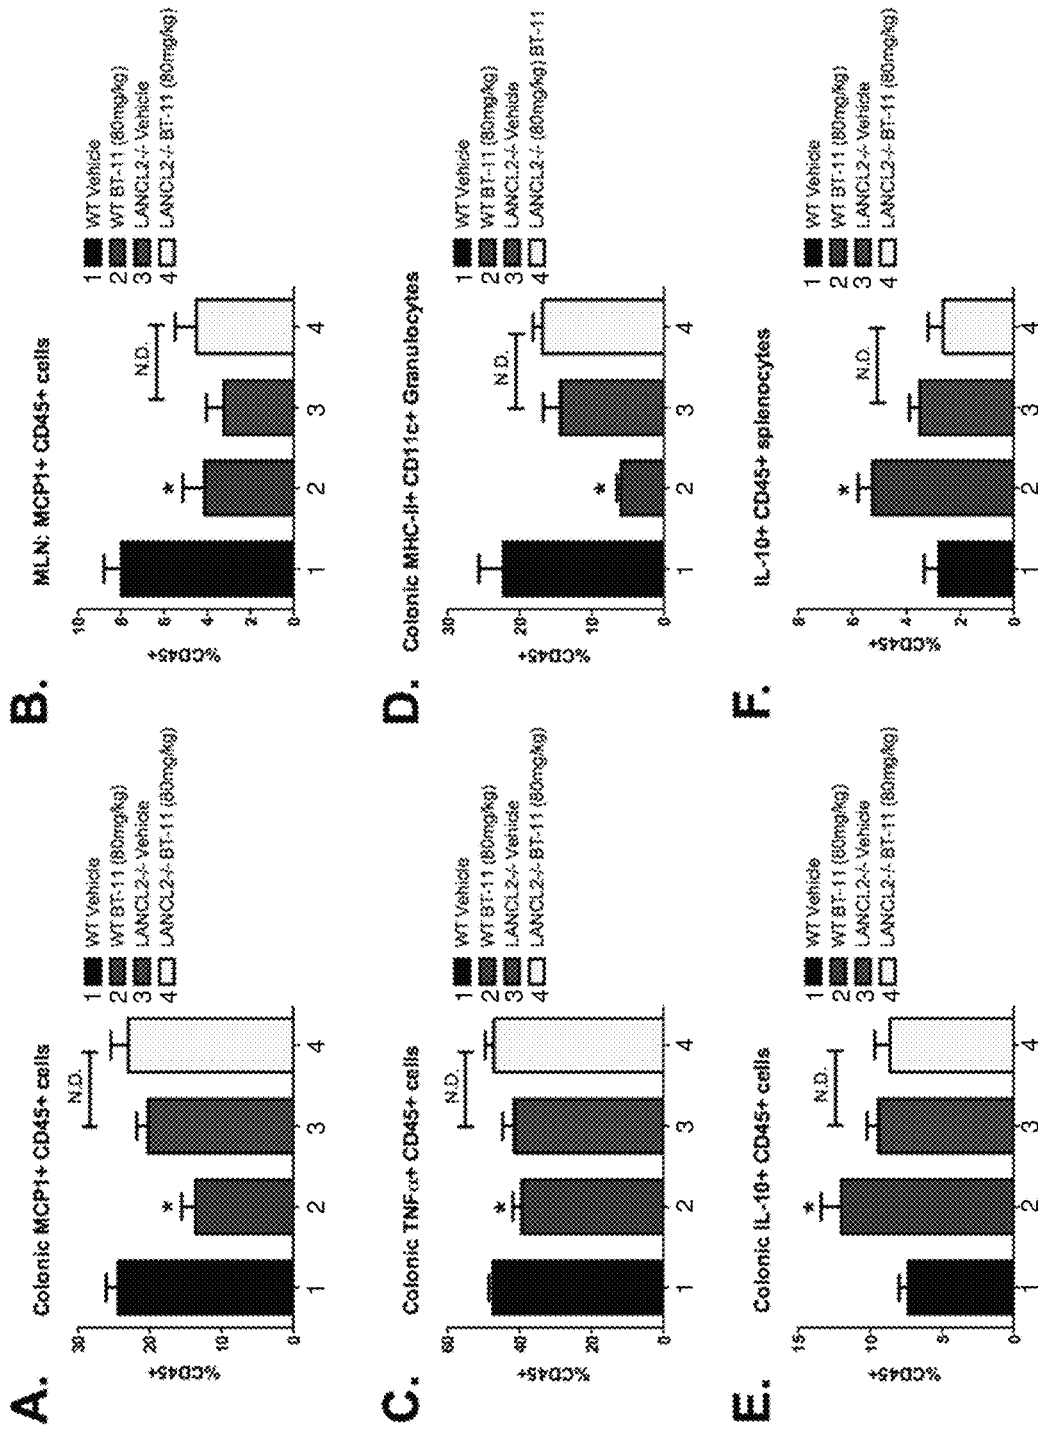 A.
Colonic MCP1+ CD45+ cells
%CD45+
30
20
10
0
1
2
3
4
*
N.D.
1 WT Vehicle
2 WT BT-11 (80mg/kg)
3 LANCL2-/- Vehicle
4 LANCL2-/- BT-11 (80mg/kg)
B.
MLN: MCP1+ CD45+ cells
%CD45+
10
8
6
4
2
0
1
2
3
4
*
N.D.
1 WT Vehicle
2 WT BT-11 (80mg/kg)
3 LANCL2-/- Vehicle
4 LANCL2-/- BT-11 (80mg/kg)
C.
Colonic TNFα+ CD45+ cells
%CD45+
60
40
20
0
1
2
3
4
*
N.D.
1 WT Vehicle
2 WT BT-11 (80mg/kg)
3 LANCL2-/- Vehicle
4 LANCL2-/- BT-11 (80mg/kg)
D.
Colonic MHC-II+ CD11c+ Granulocytes
%CD45+
30
20
10
0
1
2
3
4
*
N.D.
1 WT Vehicle
2 WT BT-11 (80mg/kg)
3 LANCL2-/- Vehicle
4 LANCL2-/- (80mg/kg) BT-11
E.
Colonic IL-10+ CD45+ cells
%CD45+
15
10
5
0
1
2
3
4
*
N.D.
1 WT Vehicle
2 WT BT-11 (80mg/kg)
3 LANCL2-/- Vehicle
4 LANCL2-/- BT-11 (80mg/kg)
F.
IL-10+ CD45+ splenocytes
%CD45+
8
6
4
2
0
1
2
3
4
*
N.D.
1 WT Vehicle
2 WT BT-11 (80mg/kg)
3 LANCL2-/- Vehicle
4 LANCL2-/- BT-11 (80mg/kg)